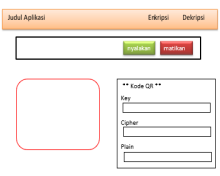 Judul Aplikasi Enkripsi Dekripsi
nyalakan matikan
** Kode QR **
Key
Cipher
Plain